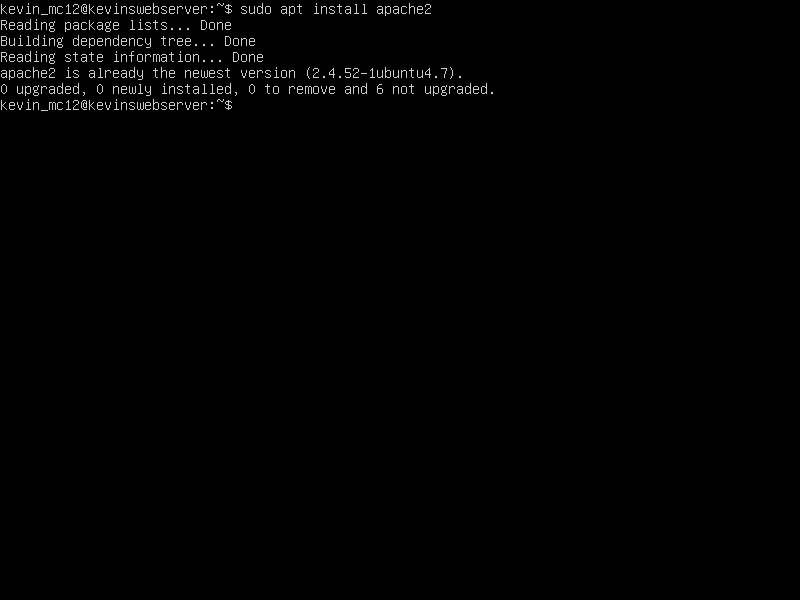 kevin_mc12@kevinswebserver:~$ sudo apt install apache2
Reading package lists... Done
Building dependency tree... Done
Reading state information... Done
apache2 is already the newest version (2.4.52-1ubuntu4.7).
0 upgraded, 0 newly installed, 0 to remove and 6 not upgraded.
kevin_mc12@kevinswebserver:~$